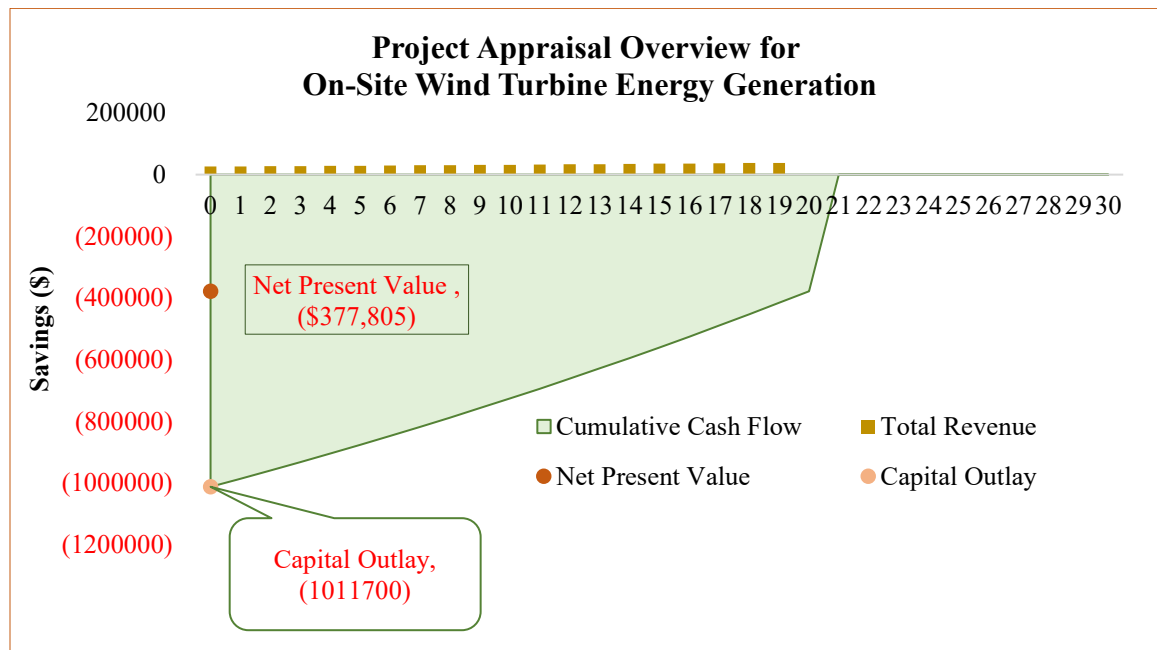 Project Appraisal Overview for
On-Site Wind Turbine Energy Generation
200000
0
0 1 2 3 4 5 6 7 8 9 10 11 12 13 14 15 16 17 18 19 20 21 22 23 24 25 26 27 28 29 30
(200000)
(400000)
(600000)
(800000)
(1000000)
(1200000)
Savings ($)
Net Present Value ,
($377,805)
Cumulative Cash Flow
Total Revenue
Net Present Value
Capital Outlay
Capital Outlay,
(1011700)